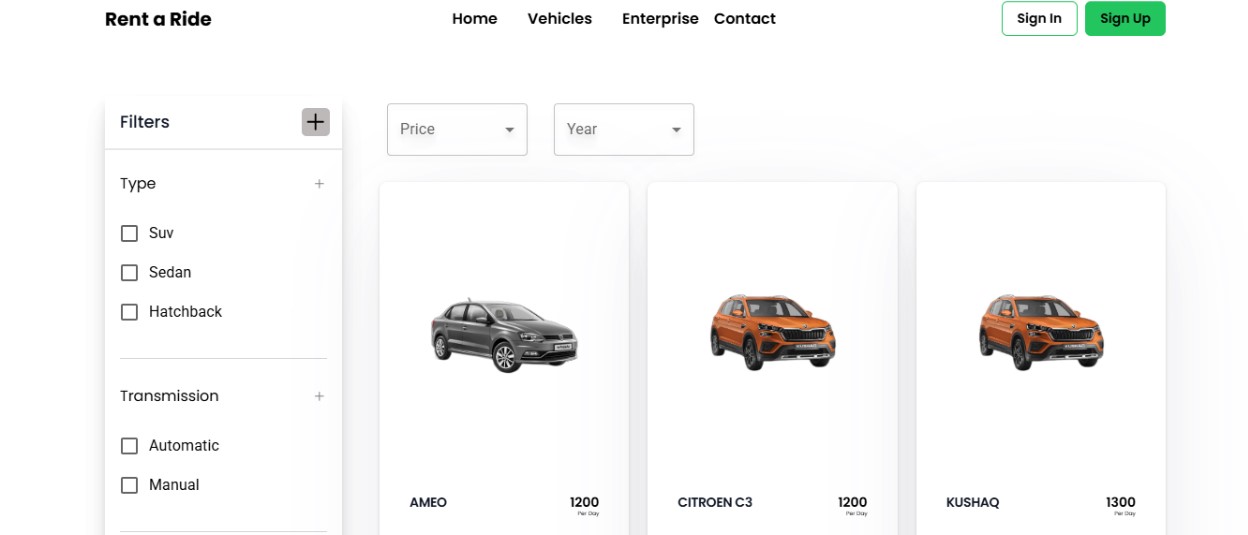 Rent a Ride Home Vehicles Enterprise Contact Sign In Sign Up
Filters
Type
Suv
Sedan
Hatchback
Transmission
Automatic
Manual
Price Year
AMEO 1200 CITROEN C3 1200 KUSHAQ 1300
Per Day Per Day Per Day